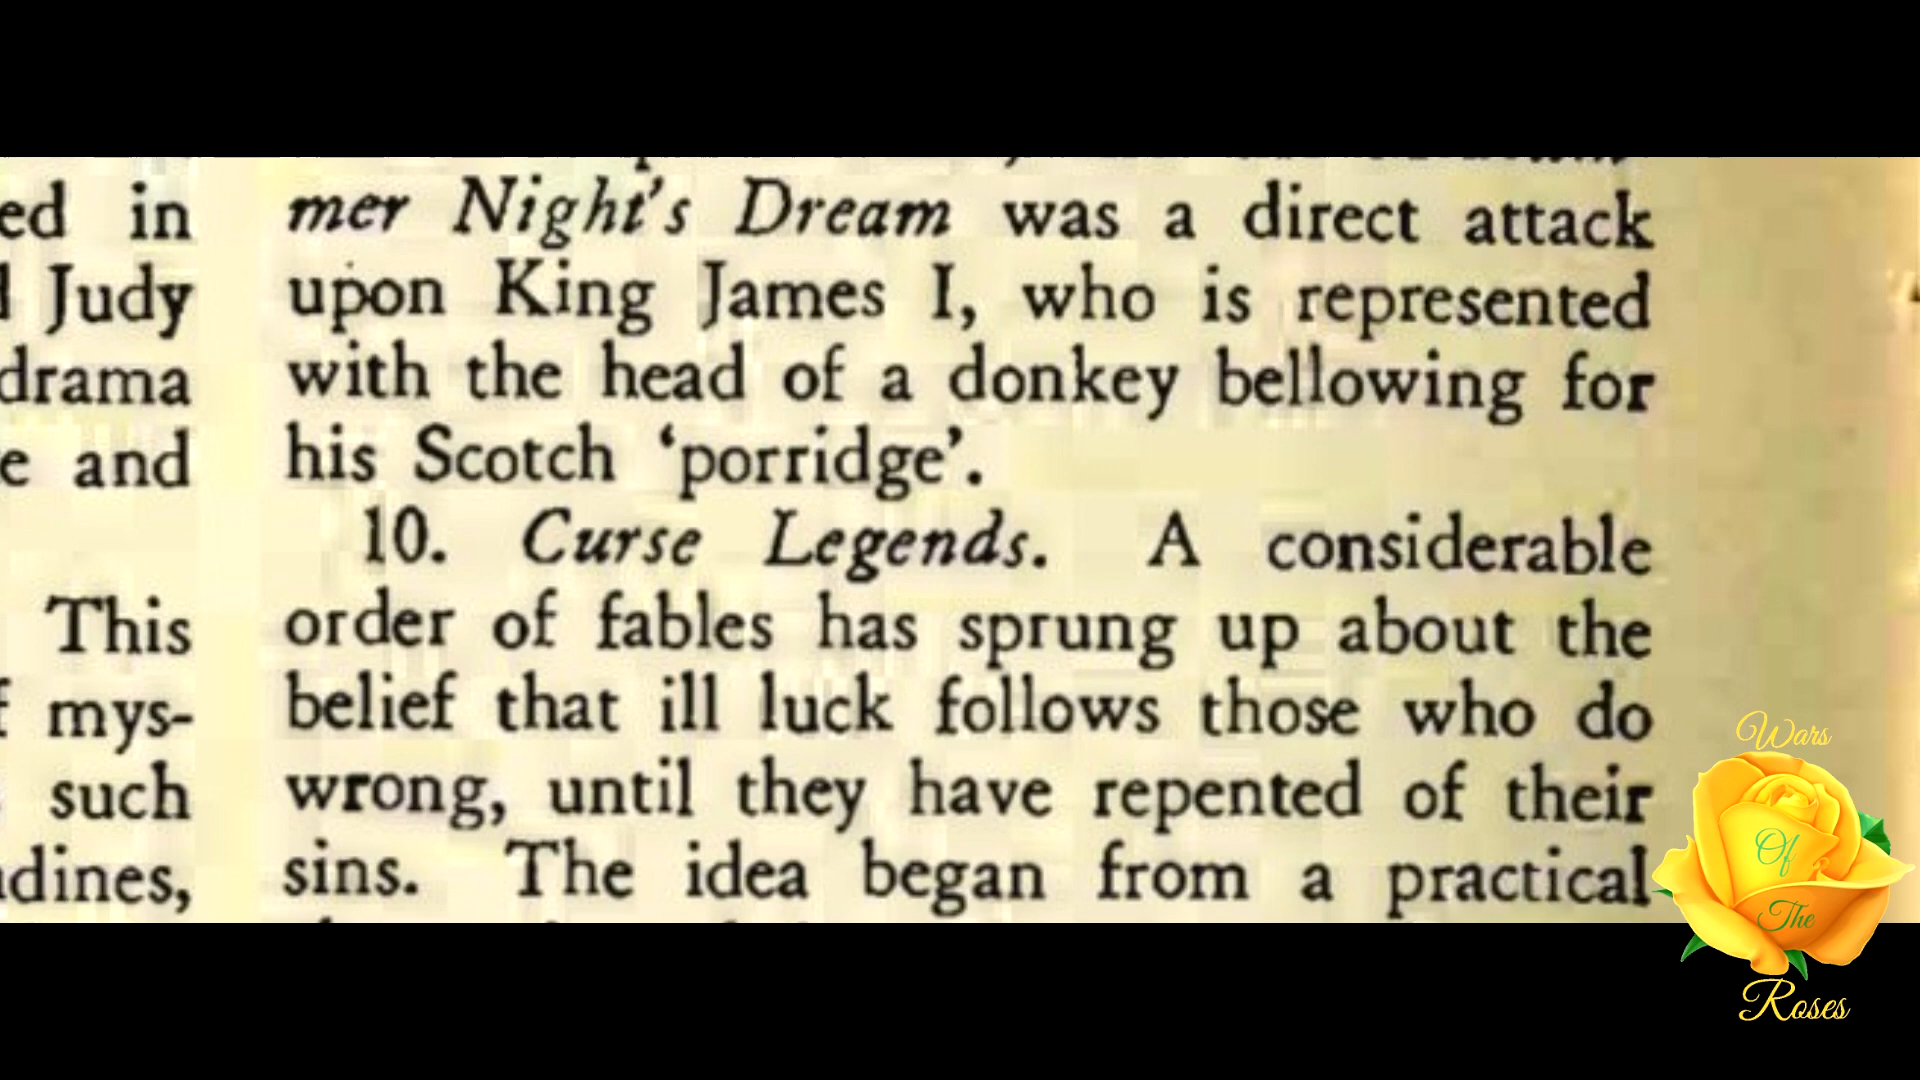 ed in
Judy
drama
e and
This
mys-
such
dines,
mer Night's Dream was a direct attack
upon King James I, who is represented
with the head of a donkey bellowing for
his Scotch 'porridge'.
10. Curse Legends. A considerable
order of fables has sprung up about the
belief that ill luck follows those who do
wrong, until they have repented of their
sins. The idea began from a practical
Wars
Of
The
Roses